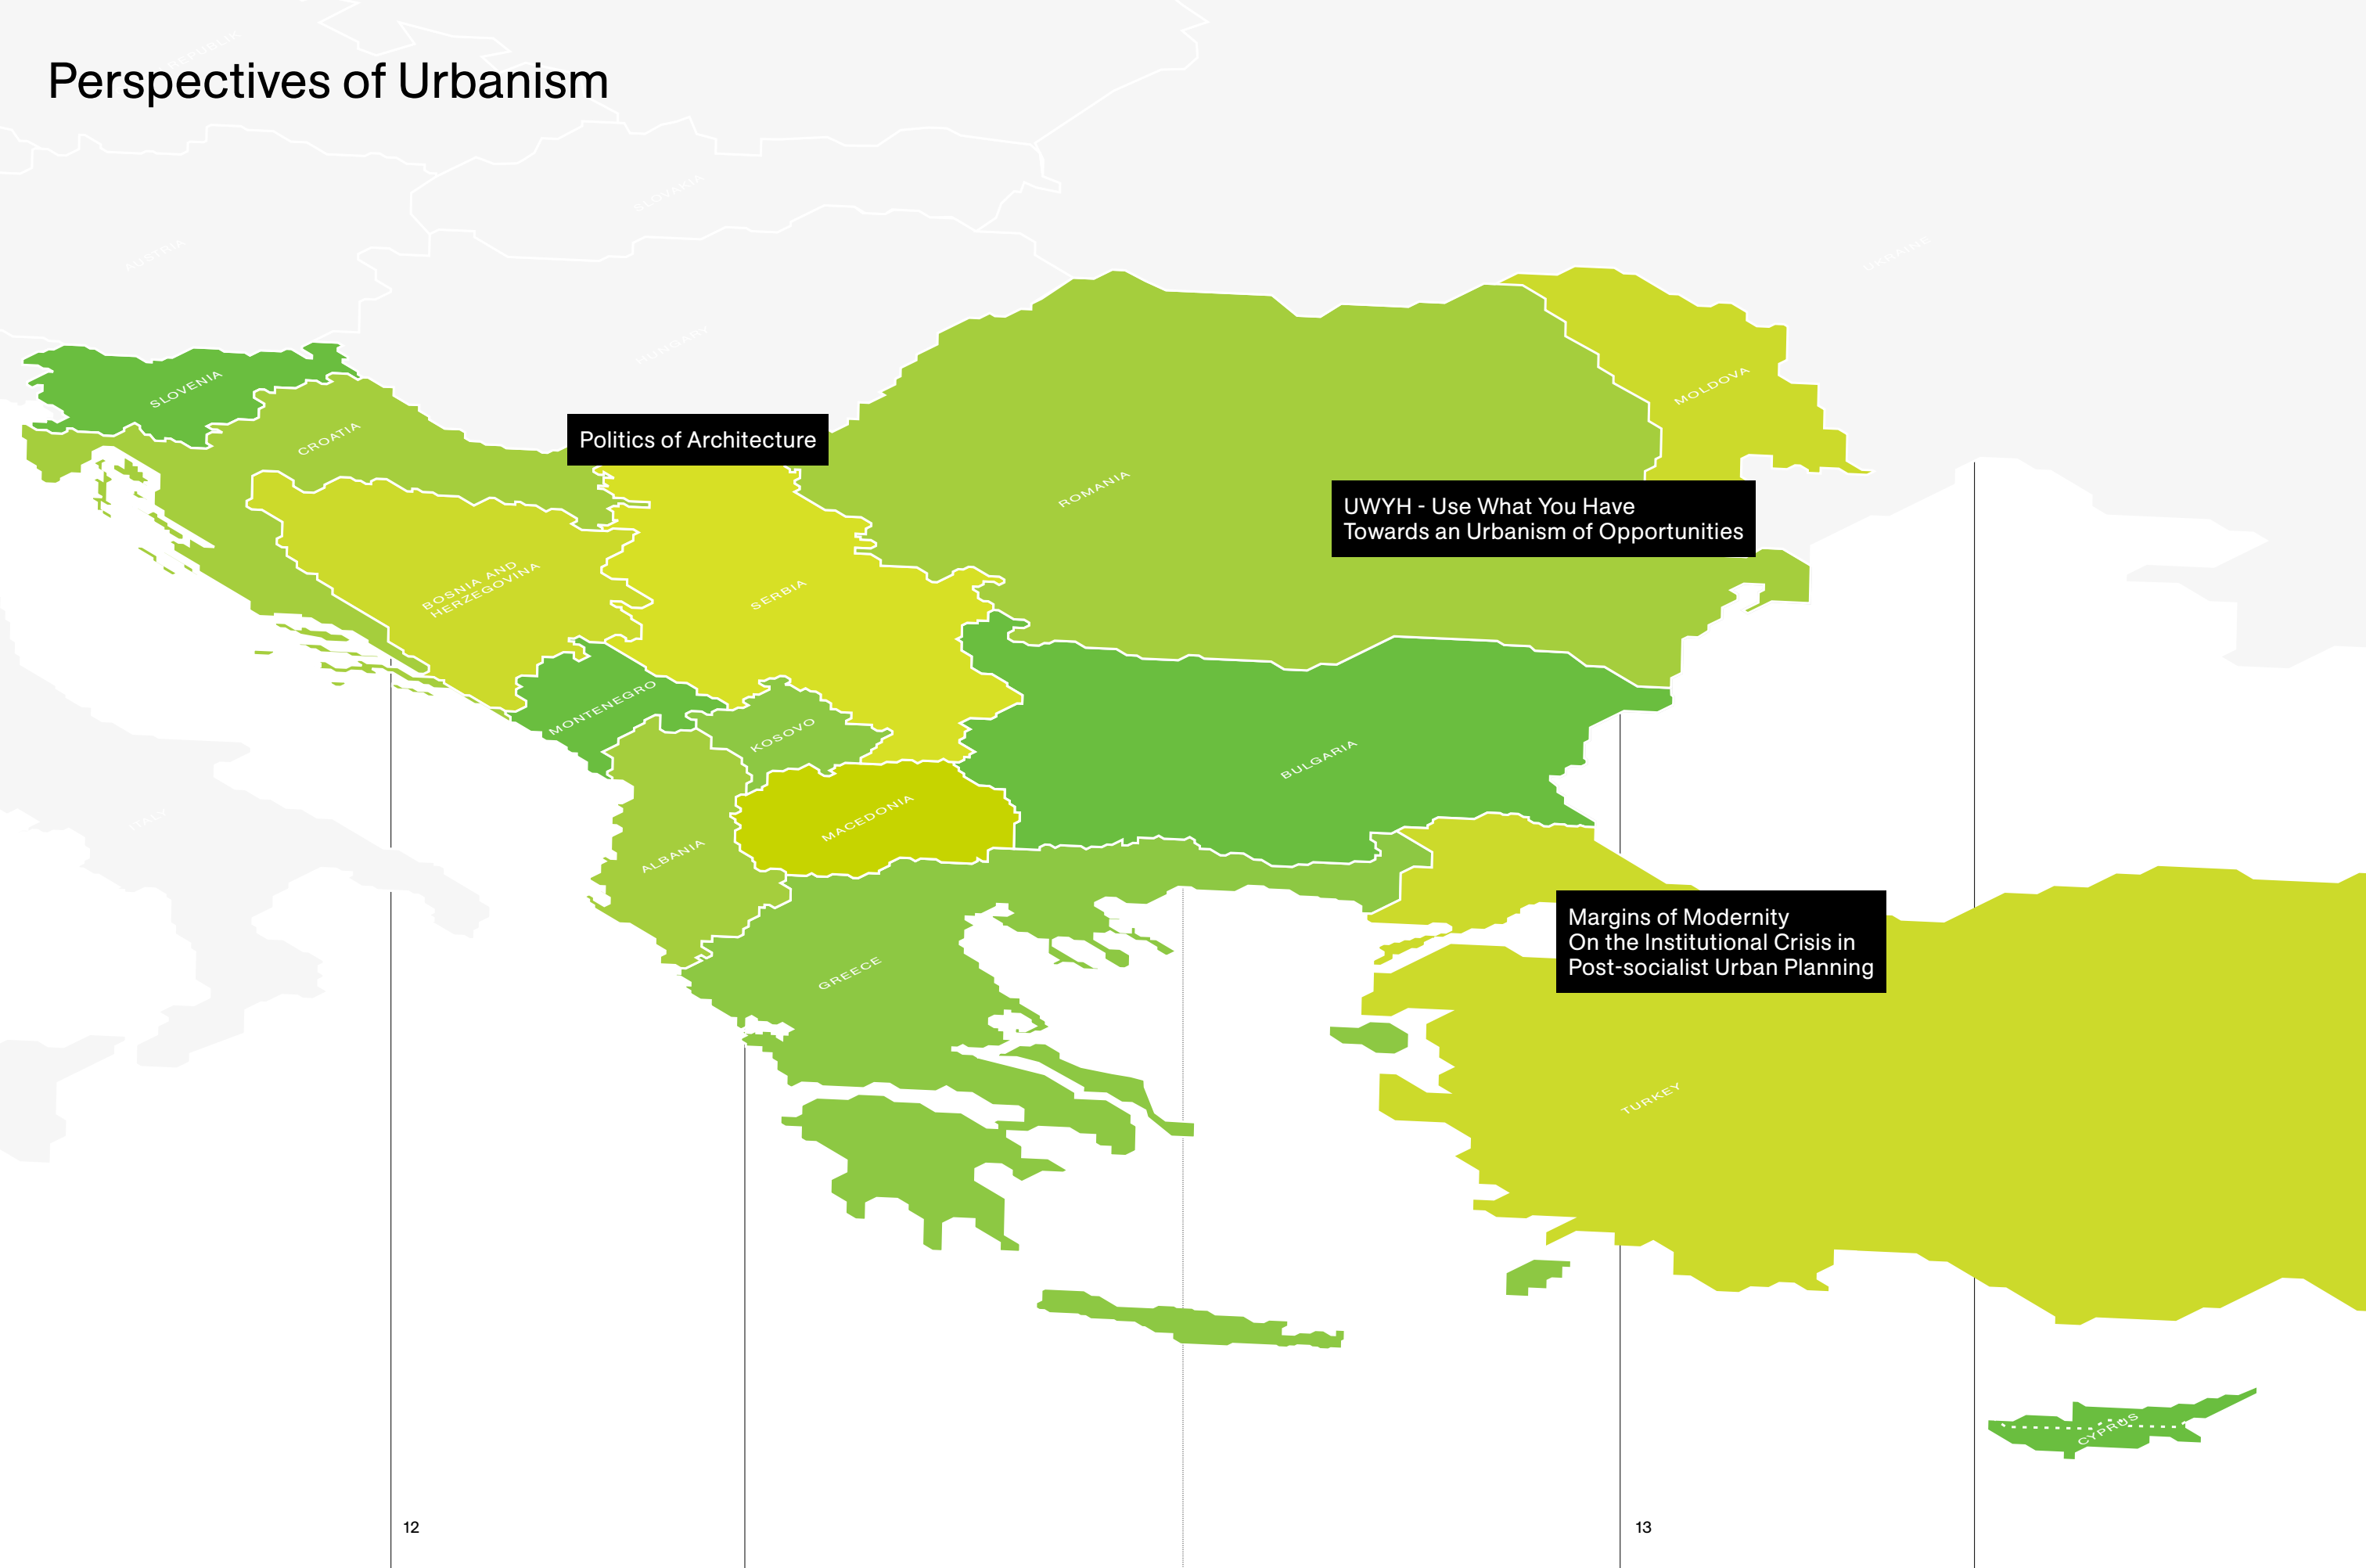 REPUBLIK
Perspectives of Urbanism
SLOVAKIA
AUSTRIA
UKRAINE
HUNGARY
SLOVENIA
MOLDOVA
CROATIA
Politics of Architecture
ROMANIA
UWYH - Use What You Have
Towards an Urbanism of Opportunities
BOSNIA AND
HERZEGOVINA
SERBIA
MONTENEGRO
KOSOVO
BULGARIA
ITALY
MACEDONIA
ALBANIA
Margins of Modernity
On the Institutional Crisis in
Post-socialist Urban Planning
GREECE
TURKEY
CYPRUS
12
13